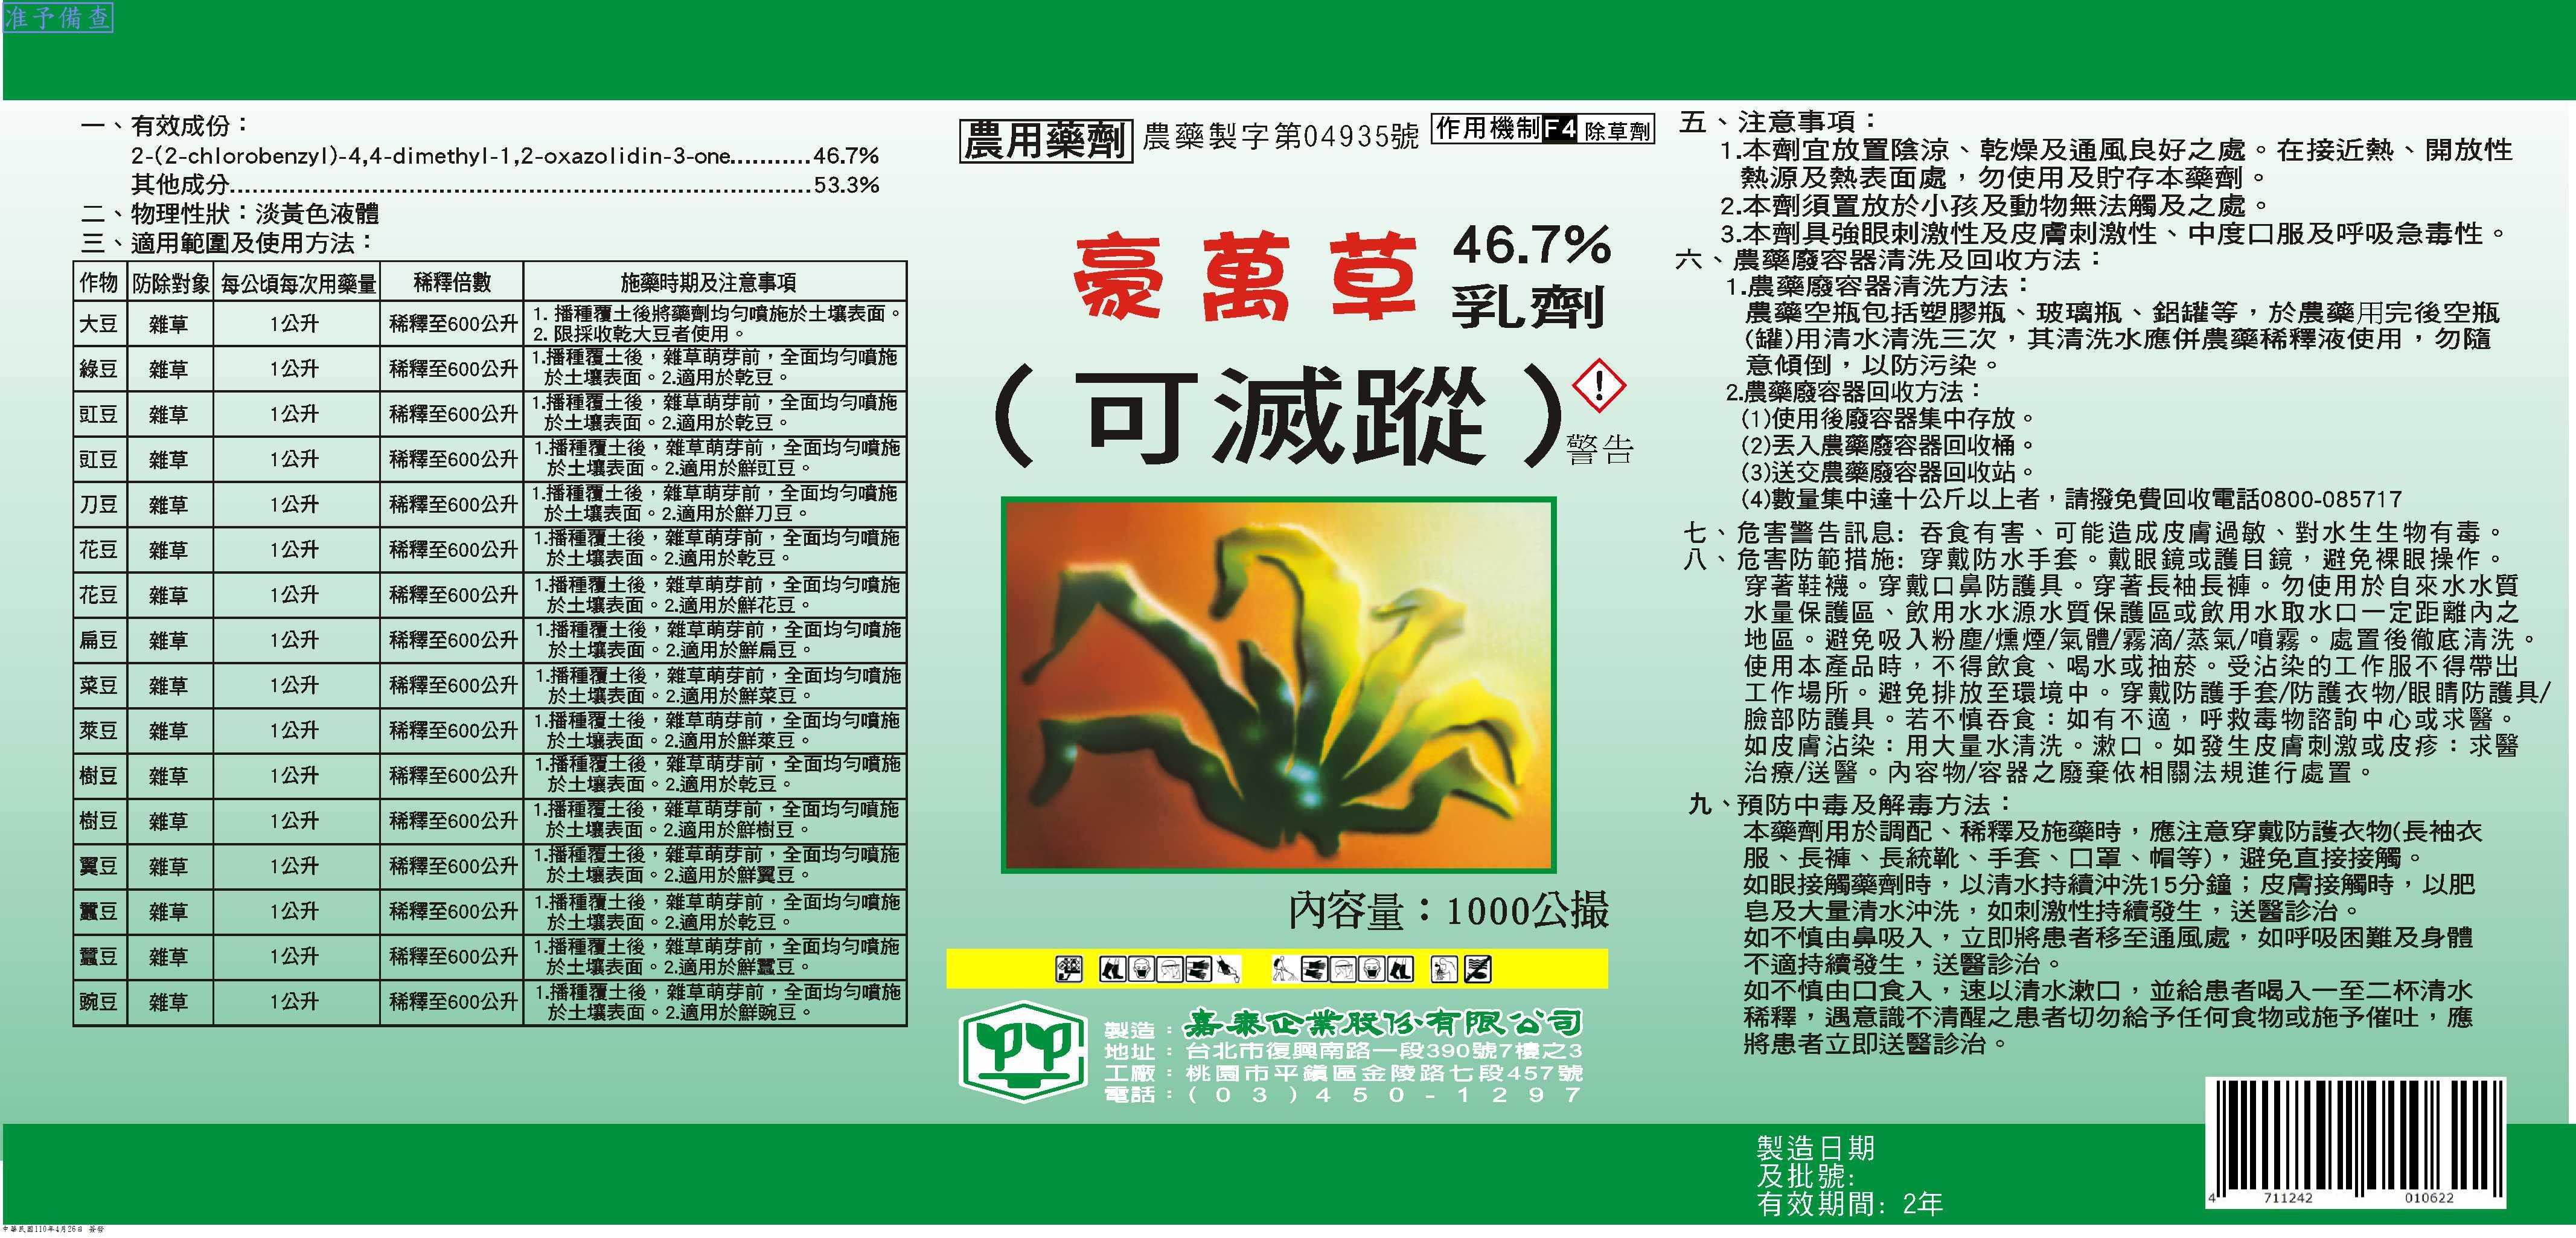 准予備查
一、有效成份：
2-(2-chlorobenzyl)-4,4-dimethyl-1,2-oxazolidin-3-one...........46.7%
其他成分..............................................................................53.3%
二、物理性狀：淡黃色液體
三、適用範圍及使用方法：
作物 防除對象 每公頃每次用藥量 稀釋倍數 施藥時期及注意事項
大豆 雜草 1公升 稀釋至600公升 1. 播種覆土後將藥劑均勻噴施於土壤表面。
2. 限採收乾大豆者使用。
綠豆 雜草 1公升 稀釋至600公升 1.播種覆土後，雜草萌芽前，全面均勻噴施
於土壤表面。2.適用於乾豆。
豇豆 雜草 1公升 稀釋至600公升 1.播種覆土後，雜草萌芽前，全面均勻噴施
於土壤表面。2.適用於乾豆。
豇豆 雜草 1公升 稀釋至600公升 1.播種覆土後，雜草萌芽前，全面均勻噴施
於土壤表面。2.適用於鮮豇豆。
刀豆 雜草 1公升 稀釋至600公升 1.播種覆土後，雜草萌芽前，全面均勻噴施
於土壤表面。2.適用於鮮刀豆。
花豆 雜草 1公升 稀釋至600公升 1.播種覆土後，雜草萌芽前，全面均勻噴施
於土壤表面。2.適用於乾豆。
花豆 雜草 1公升 稀釋至600公升 1.播種覆土後，雜草萌芽前，全面均勻噴施
於土壤表面。2.適用於鮮花豆。
扁豆 雜草 1公升 稀釋至600公升 1.播種覆土後，雜草萌芽前，全面均勻噴施
於土壤表面。2.適用於鮮扁豆。
菜豆 雜草 1公升 稀釋至600公升 1.播種覆土後，雜草萌芽前，全面均勻噴施
於土壤表面。2.適用於鮮菜豆。
萊豆 雜草 1公升 稀釋至600公升 1.播種覆土後，雜草萌芽前，全面均勻噴施
於土壤表面。2.適用於鮮萊豆。
樹豆 雜草 1公升 稀釋至600公升 1.播種覆土後，雜草萌芽前，全面均勻噴施
於土壤表面。2.適用於乾豆。
樹豆 雜草 1公升 稀釋至600公升 1.播種覆土後，雜草萌芽前，全面均勻噴施
於土壤表面。2.適用於鮮樹豆。
翼豆 雜草 1公升 稀釋至600公升 1.播種覆土後，雜草萌芽前，全面均勻噴施
於土壤表面。2.適用於鮮翼豆。
蠶豆 雜草 1公升 稀釋至600公升 1.播種覆土後，雜草萌芽前，全面均勻噴施
於土壤表面。2.適用於乾豆。
蠶豆 雜草 1公升 稀釋至600公升 1.播種覆土後，雜草萌芽前，全面均勻噴施
於土壤表面。2.適用於鮮蠶豆。
豌豆 雜草 1公升 稀釋至600公升 1.播種覆土後，雜草萌芽前，全面均勻噴施
於土壤表面。2.適用於鮮豌豆。
農用藥劑 農藥製字第04935號 作用機制F4 除草劑
豪萬草 46.7%
乳劑
（可滅蹤）
警告
內容量：1000公撮
製造：嘉泰企業股份有限公司
地址：台北市復興南路一段390號7樓之3
工廠：桃園市平鎮區金陵路七段457號
電話：(03)450-1297
五、注意事項：
1.本劑宜放置陰涼、乾燥及通風良好之處。在接近熱、開放性
熱源及熱表面處，勿使用及貯存本藥劑。
2.本劑須置放於小孩及動物無法觸及之處。
3.本劑具強眼刺激性及皮膚刺激性、中度口服及呼吸急毒性。
六、農藥廢容器清洗及回收方法：
1.農藥廢容器清洗方法：
農藥空瓶包括塑膠瓶、玻璃瓶、鋁罐等，於農藥用完後空瓶
(罐)用清水清洗三次，其清洗水應併農藥稀釋液使用，勿隨
意傾倒，以防污染。
2.農藥廢容器回收方法：
(1)使用後廢容器集中存放。
(2)丟入農藥廢容器回收桶。
(3)送交農藥廢容器回收站。
(4)數量集中達十公斤以上者，請撥免費回收電話0800-085717
七、危害警告訊息: 吞食有害、可能造成皮膚過敏、對水生生物有毒。
八、危害防範措施: 穿戴防水手套。戴眼鏡或護目鏡，避免裸眼操作。
穿著鞋襪。穿戴口鼻防護具。穿著長袖長褲。勿使用於自來水水質
水量保護區、飲用水水源水質保護區或飲用水取水口一定距離內之
地區。避免吸入粉塵/燻煙/氣體/霧滴/蒸氣/噴霧。處置後徹底清洗。
使用本產品時，不得飲食、喝水或抽菸。受沾染的工作服不得帶出
工作場所。避免排放至環境中。穿戴防護手套/防護衣物/眼睛防護具/
臉部防護具。若不慎吞食：如有不適，呼救毒物諮詢中心或求醫。
如皮膚沾染：用大量水清洗。漱口。如發生皮膚刺激或皮疹：求醫
治療/送醫。內容物/容器之廢棄依相關法規進行處置。
九、預防中毒及解毒方法：
本藥劑用於調配、稀釋及施藥時，應注意穿戴防護衣物(長袖衣
服、長褲、長統靴、手套、口罩、帽等)，避免直接接觸。
如眼接觸藥劑時，以清水持續沖洗15分鐘；皮膚接觸時，以肥
皂及大量清水沖洗，如刺激性持續發生，送醫診治。
如不慎由鼻吸入，立即將患者移至通風處，如呼吸困難及身體
不適持續發生，送醫診治。
如不慎由口食入，速以清水漱口，並給患者喝入一至二杯清水
稀釋，遇意識不清醒之患者切勿給予任何食物或施予催吐，應
將患者立即送醫診治。
製造日期
及批號:
有效期間: 2年
4 711242 010622
中華民國110年4月26日 簽發